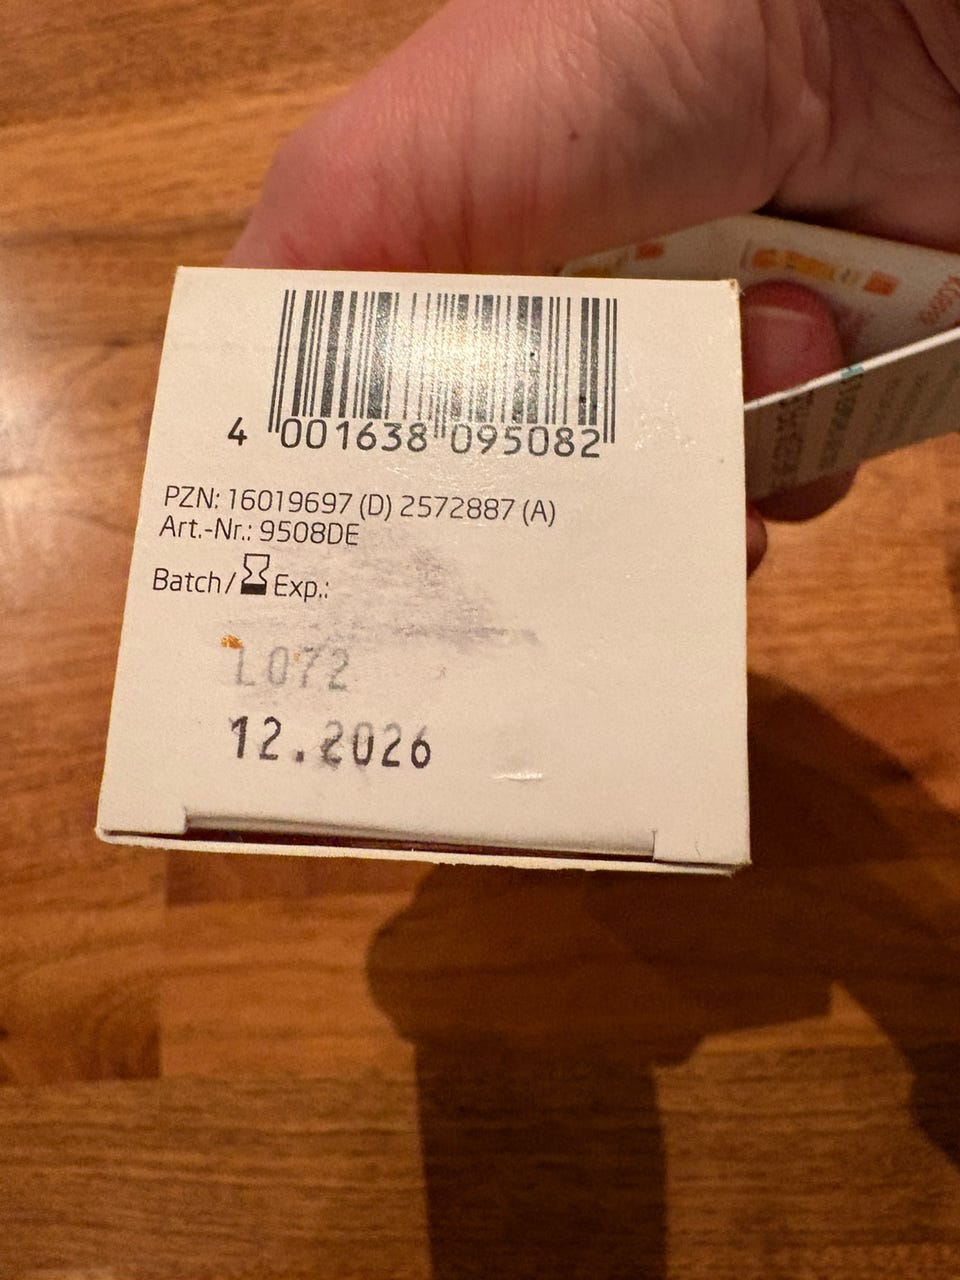 4 001638 095082
PZN: 16019697 (D) 2572887 (A)
Art.-Nr.: 9508DE
Batch/ Exp.:
L072
12.2026